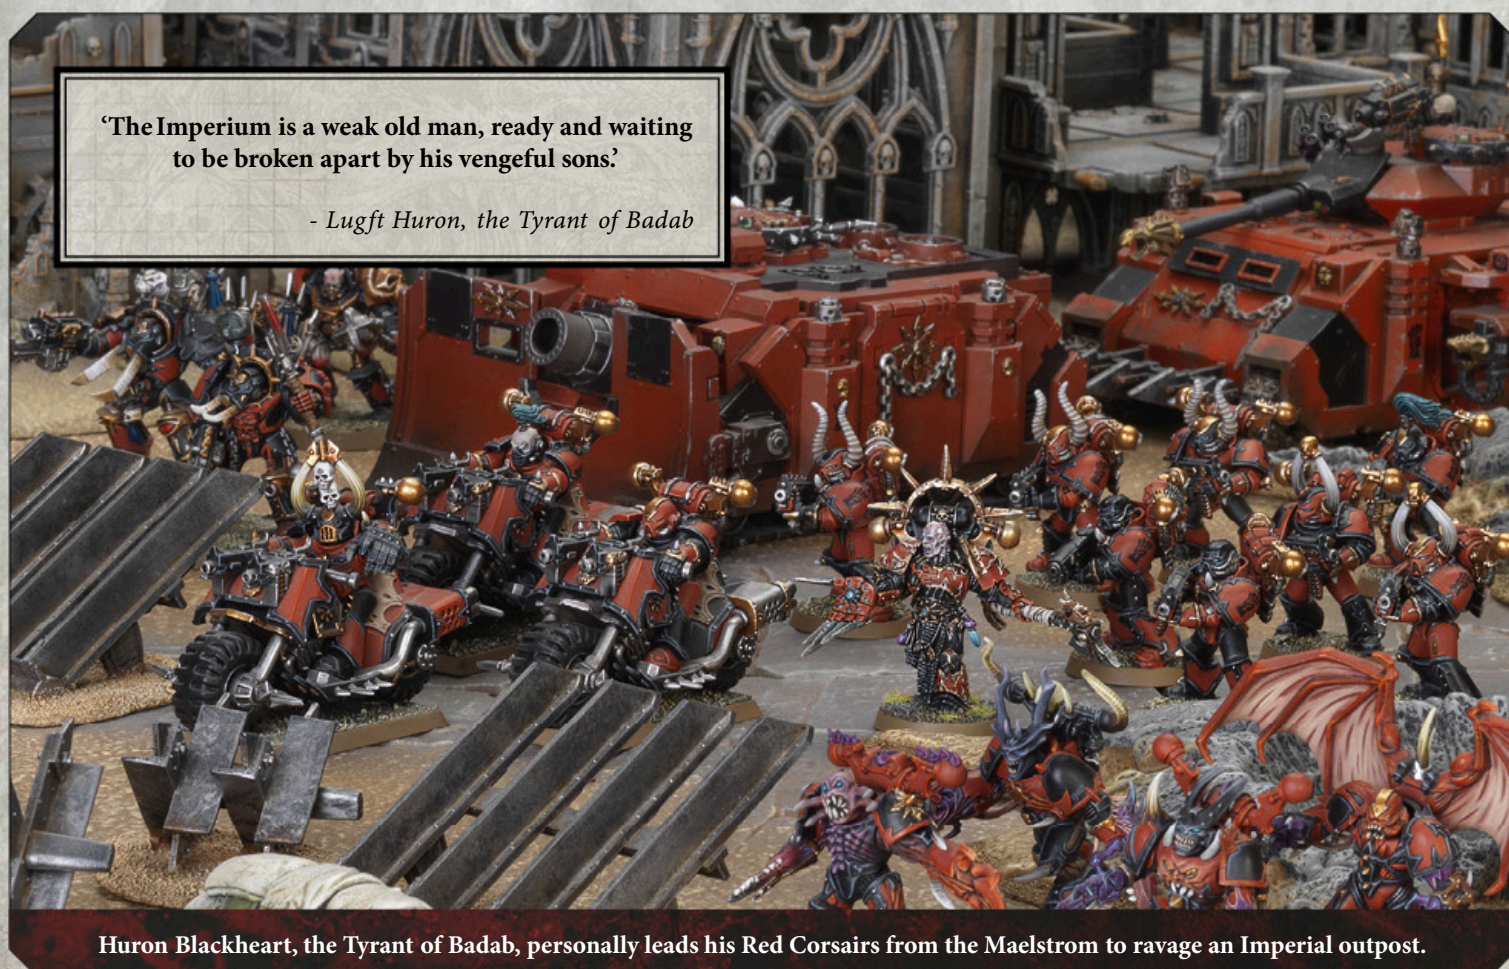 ‘The Imperium is a weak old man, ready and waiting
to be broken apart by his vengeful sons.’
- Lugft Huron, the Tyrant of Badab
Huron Blackheart, the Tyrant of Badab, personally leads his Red Corsairs from the Maelstrom to ravage an Imperial outpost.